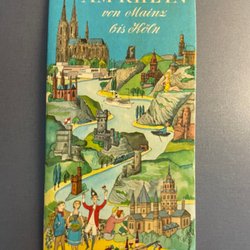 AM RHEIN
von Mainz
bis Köln